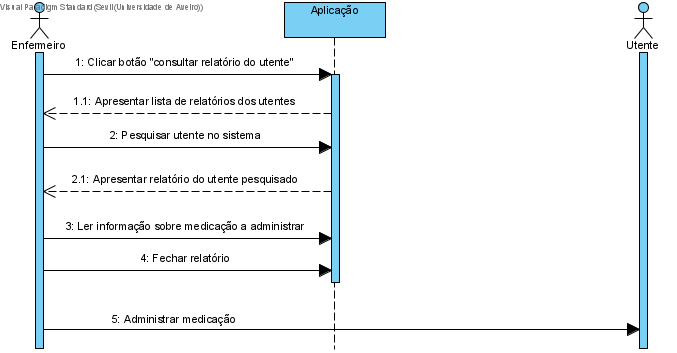 Visual Paradigm Standard (Seuli(Universidade de Aveiro))
Aplicação
Enfermeiro
Utente
1: Clicar botão "consultar relatório do utente"
1.1: Apresentar lista de relatórios dos utentes
2: Pesquisar utente no sistema
2.1: Apresentar relatório do utente pesquisado
3: Ler informação sobre medicação a administrar
4: Fechar relatório
5: Administrar medicação